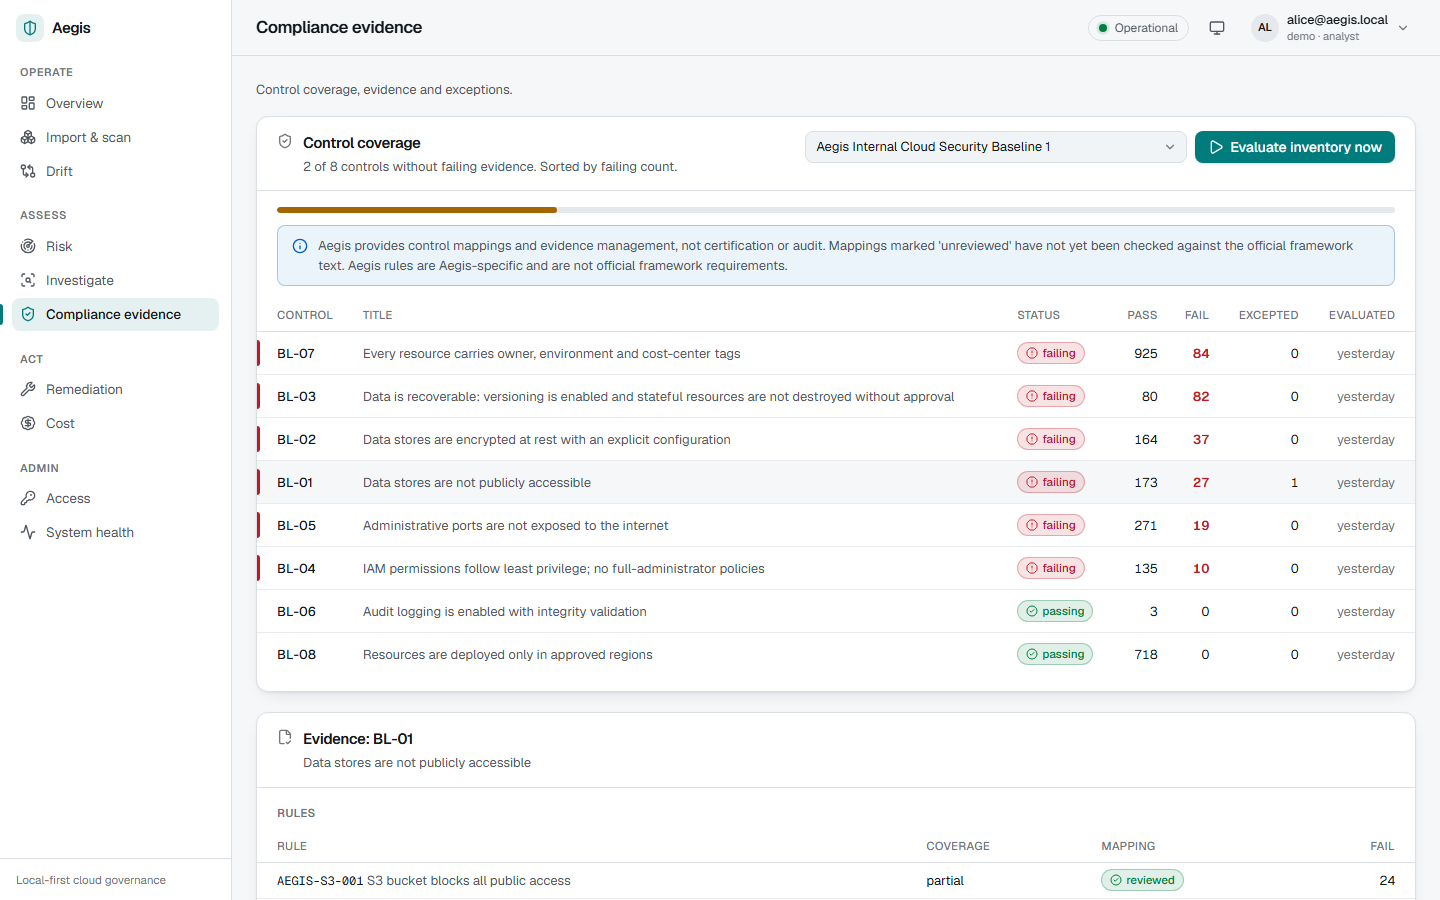 Aegis
OPERATE
Overview
Import & scan
Drift
ASSESS
Risk
Investigate
Compliance evidence
ACT
Remediation
Cost
ADMIN
Access
System health
Local-first cloud governance
Compliance evidence
Operational
AL
alice@aegis.local
demo · analyst
Control coverage, evidence and exceptions.
Control coverage
2 of 8 controls without failing evidence. Sorted by failing count.
Aegis Internal Cloud Security Baseline 1
Evaluate inventory now
Aegis provides control mappings and evidence management, not certification or audit. Mappings marked 'unreviewed' have not yet been checked against the official framework
text. Aegis rules are Aegis-specific and are not official framework requirements.
CONTROL TITLE STATUS PASS FAIL EXCEPTED EVALUATED
BL-07 Every resource carries owner, environment and cost-center tags failing 925 84 0 yesterday
BL-03 Data is recoverable: versioning is enabled and stateful resources are not destroyed without approval failing 80 82 0 yesterday
BL-02 Data stores are encrypted at rest with an explicit configuration failing 164 37 0 yesterday
BL-01 Data stores are not publicly accessible failing 173 27 1 yesterday
BL-05 Administrative ports are not exposed to the internet failing 271 19 0 yesterday
BL-04 IAM permissions follow least privilege; no full-administrator policies failing 135 10 0 yesterday
BL-06 Audit logging is enabled with integrity validation passing 3 0 0 yesterday
BL-08 Resources are deployed only in approved regions passing 718 0 0 yesterday
Evidence: BL-01
Data stores are not publicly accessible
RULES
RULE COVERAGE MAPPING FAIL
AEGIS-S3-001 S3 bucket blocks all public access partial reviewed 24